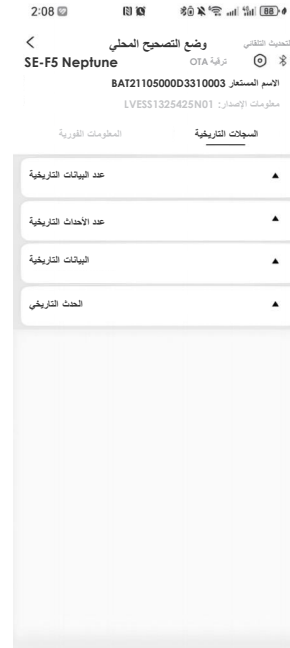 2:08 88
وضع التصحيح المحلي التحديث التلقائي
SE-F5 Neptune ترقية OTA
الاسم المستعار BAT21105000D3310003
معلومات الإصدار: LVESS1325425N01
السجلات التاريخية المعلومات الفورية
عدد البيانات التاريخية
عدد الأحداث التاريخية
البيانات التاريخية
الحدث التاريخي